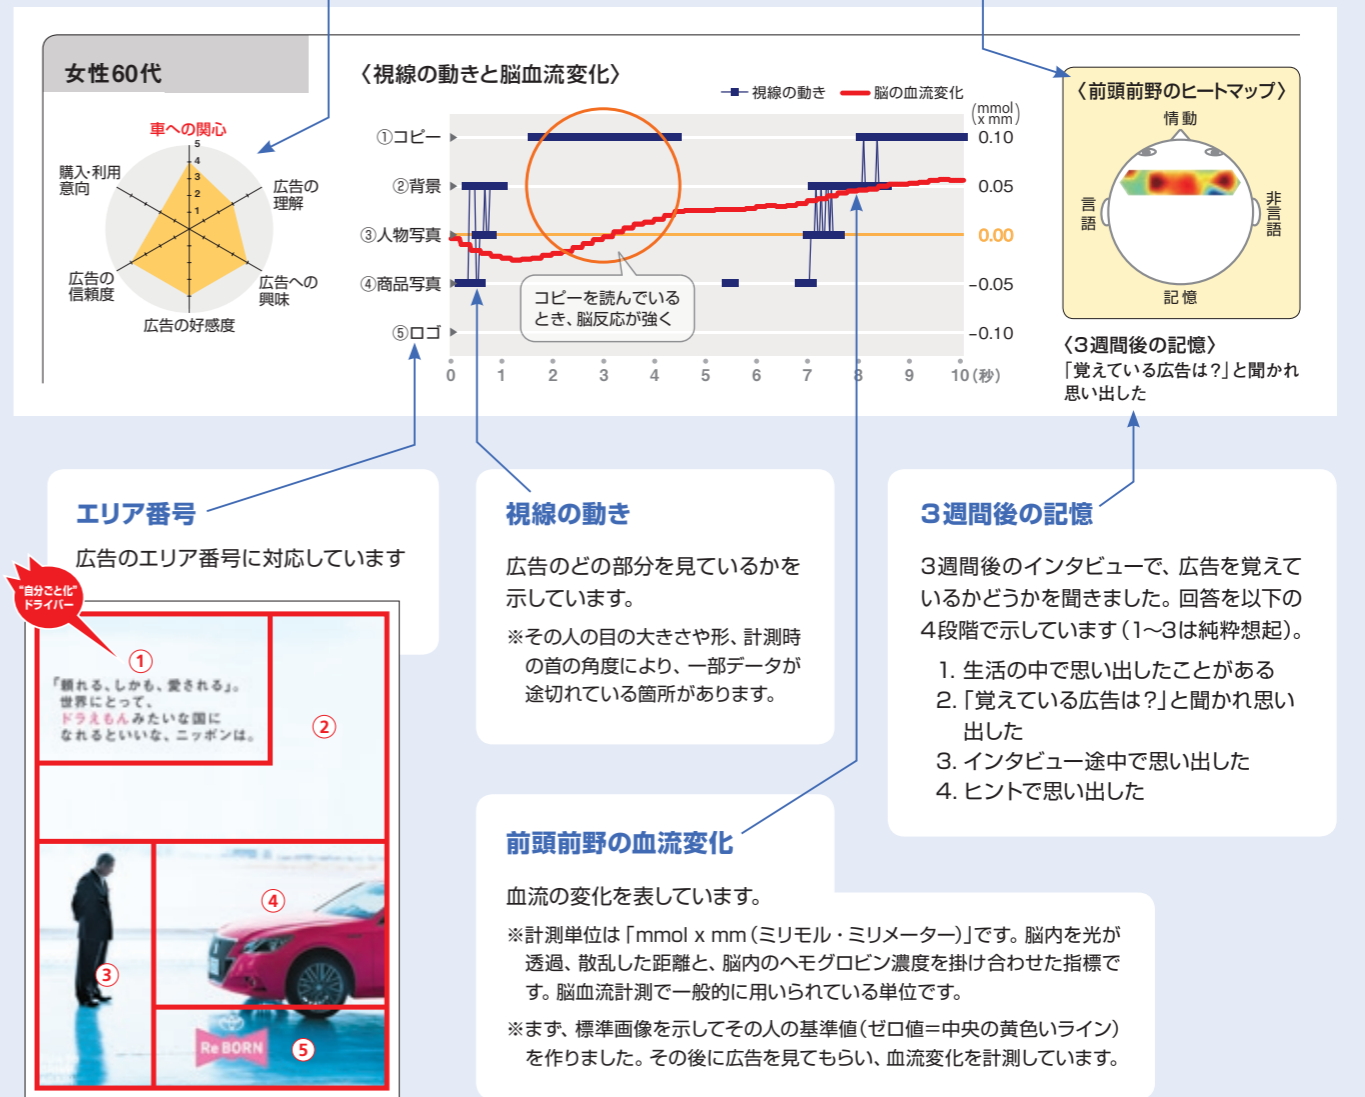 女性60代
車への関心
5
4
3
2
1
広告の
理解
広告への
興味
広告の好感度
広告の
信頼度
購入・利用
意向
〈視線の動きと脳血流変化〉
視線の動き
脳の血流変化
(mmol x mm)
①コピー
②背景
③人物写真
④商品写真
⑤ロゴ
0.10
0.05
0.00
-0.05
-0.10
コピーを読んでいる
とき、脳反応が強く
0 1 2 3 4 5 6 7 8 9 10(秒)
〈前頭前野のヒートマップ〉
情動
言語
非言語
記憶
〈3週間後の記憶〉
「覚えている広告は?」と聞かれ
思い出した
エリア番号
広告のエリア番号に対応しています
"自分ごと化"
ドライバー
①
「頼れる、しかも、愛される」。
世界にとって、
ドラえもんみたいな国に
なれるといいな、ニッポンは。
②
③
④
ReBORN
⑤
視線の動き
広告のどの部分を見ているかを
示しています。
※その人の目の大きさや形、計測時
の首の角度により、一部データが
途切れている箇所があります。
前頭前野の血流変化
血流の変化を表しています。
※計測単位は「mmol x mm(ミリモル・ミリメーター)」です。脳内を光が
透過、散乱した距離と、脳内のヘモグロビン濃度を掛け合わせた指標で
す。脳血流計測で一般的に用いられている単位です。
※まず、標準画像を示してその人の基準値(ゼロ値=中央の黄色いライン)
を作りました。その後に広告を見てもらい、血流変化を計測しています。
3週間後の記憶
3週間後のインタビューで、広告を覚えて
いるかどうかを聞きました。回答を以下の
4段階で示しています(1〜3は純粋想起)。
1. 生活の中で思い出したことがある
2.「覚えている広告は?」と聞かれ思い
出した
3. インタビュー途中で思い出した
4. ヒントで思い出した